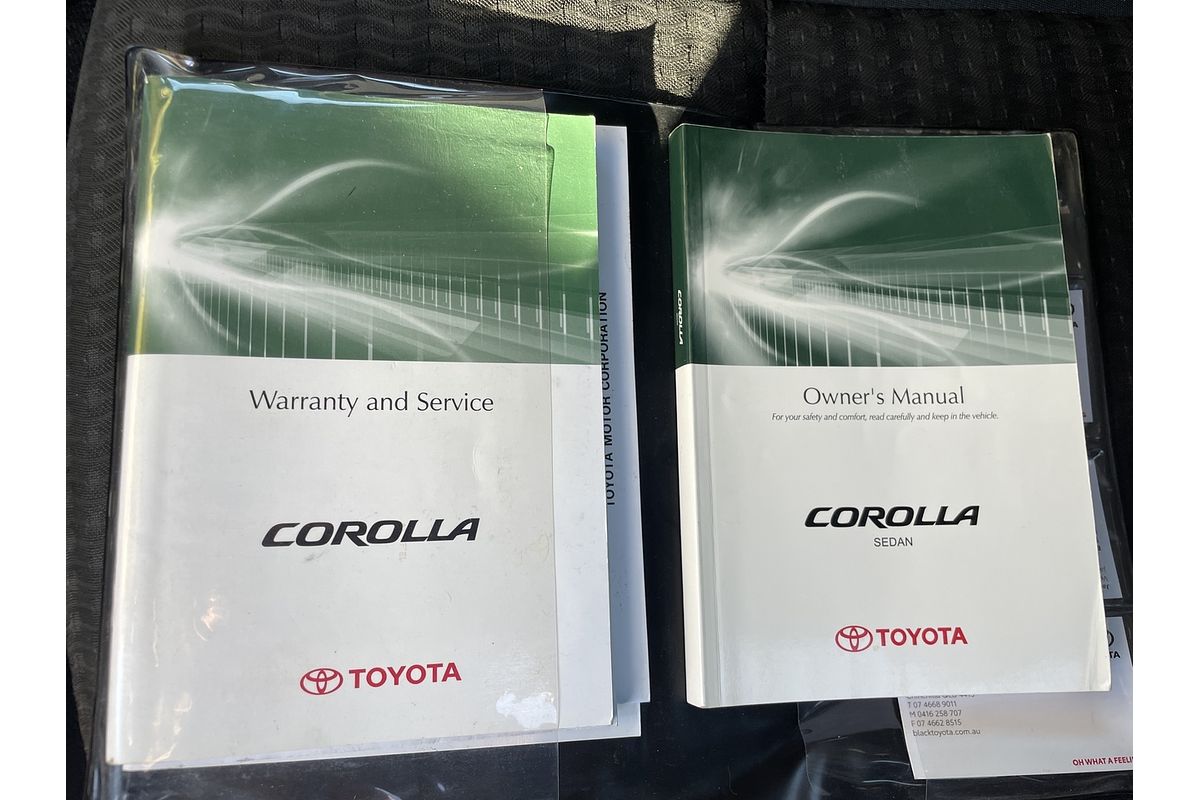 Warranty and Service
COROLLA
TOYOTA
TOYOTA MOTOR CORPORATION
COROLLA
Owner's Manual
For your safety and comfort, read carefully and keep in the vehicle.
COROLLA
SEDAN
TOYOTA
T 07 4668 9011
M 0416 258 707
F 07 4662 8515
blacktoyota.com.au
OH WHAT A FEELI
TA
TA